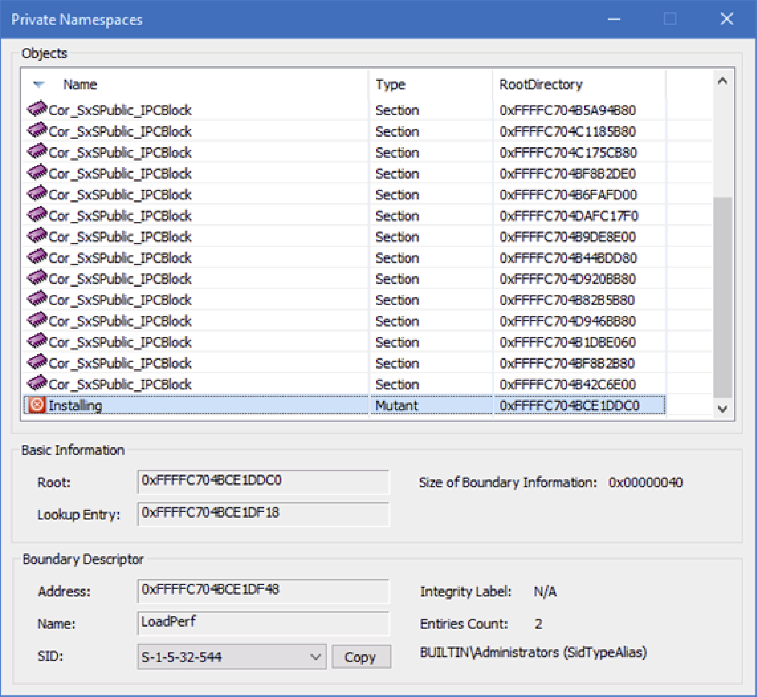 Private Namespaces
Objects
Name Type RootDirectory
Cor_SxSPublic_IPCBlock Section 0xFFFFC704B5A94B80
Cor_SxSPublic_IPCBlock Section 0xFFFFC704C1185B80
Cor_SxSPublic_IPCBlock Section 0xFFFFC704C175CB80
Cor_SxSPublic_IPCBlock Section 0xFFFFC704BF8B2DE0
Cor_SxSPublic_IPCBlock Section 0xFFFFC704B6FAFD00
Cor_SxSPublic_IPCBlock Section 0xFFFFC704DAFC17F0
Cor_SxSPublic_IPCBlock Section 0xFFFFC704B9DE8E00
Cor_SxSPublic_IPCBlock Section 0xFFFFC704B44BDD80
Cor_SxSPublic_IPCBlock Section 0xFFFFC704D920BB80
Cor_SxSPublic_IPCBlock Section 0xFFFFC704B82B5B80
Cor_SxSPublic_IPCBlock Section 0xFFFFC704D946BB80
Cor_SxSPublic_IPCBlock Section 0xFFFFC704B1DBE060
Cor_SxSPublic_IPCBlock Section 0xFFFFC704BF8B2B80
Cor_SxSPublic_IPCBlock Section 0xFFFFC704B42C6E00
Installing Mutant 0xFFFFC704BCE1DDC0
Basic Information
Root: 0xFFFFC704BCE1DDC0 Size of Boundary Information: 0x00000040
Lookup Entry: 0xFFFFC704BCE1DF18
Boundary Descriptor
Address: 0xFFFFC704BCE1DF48 Integrity Label: N/A
Name: LoadPerf Entiries Count: 2
SID: S-1-5-32-544 Copy BUILTIN\Administrators (SidTypeAlias)